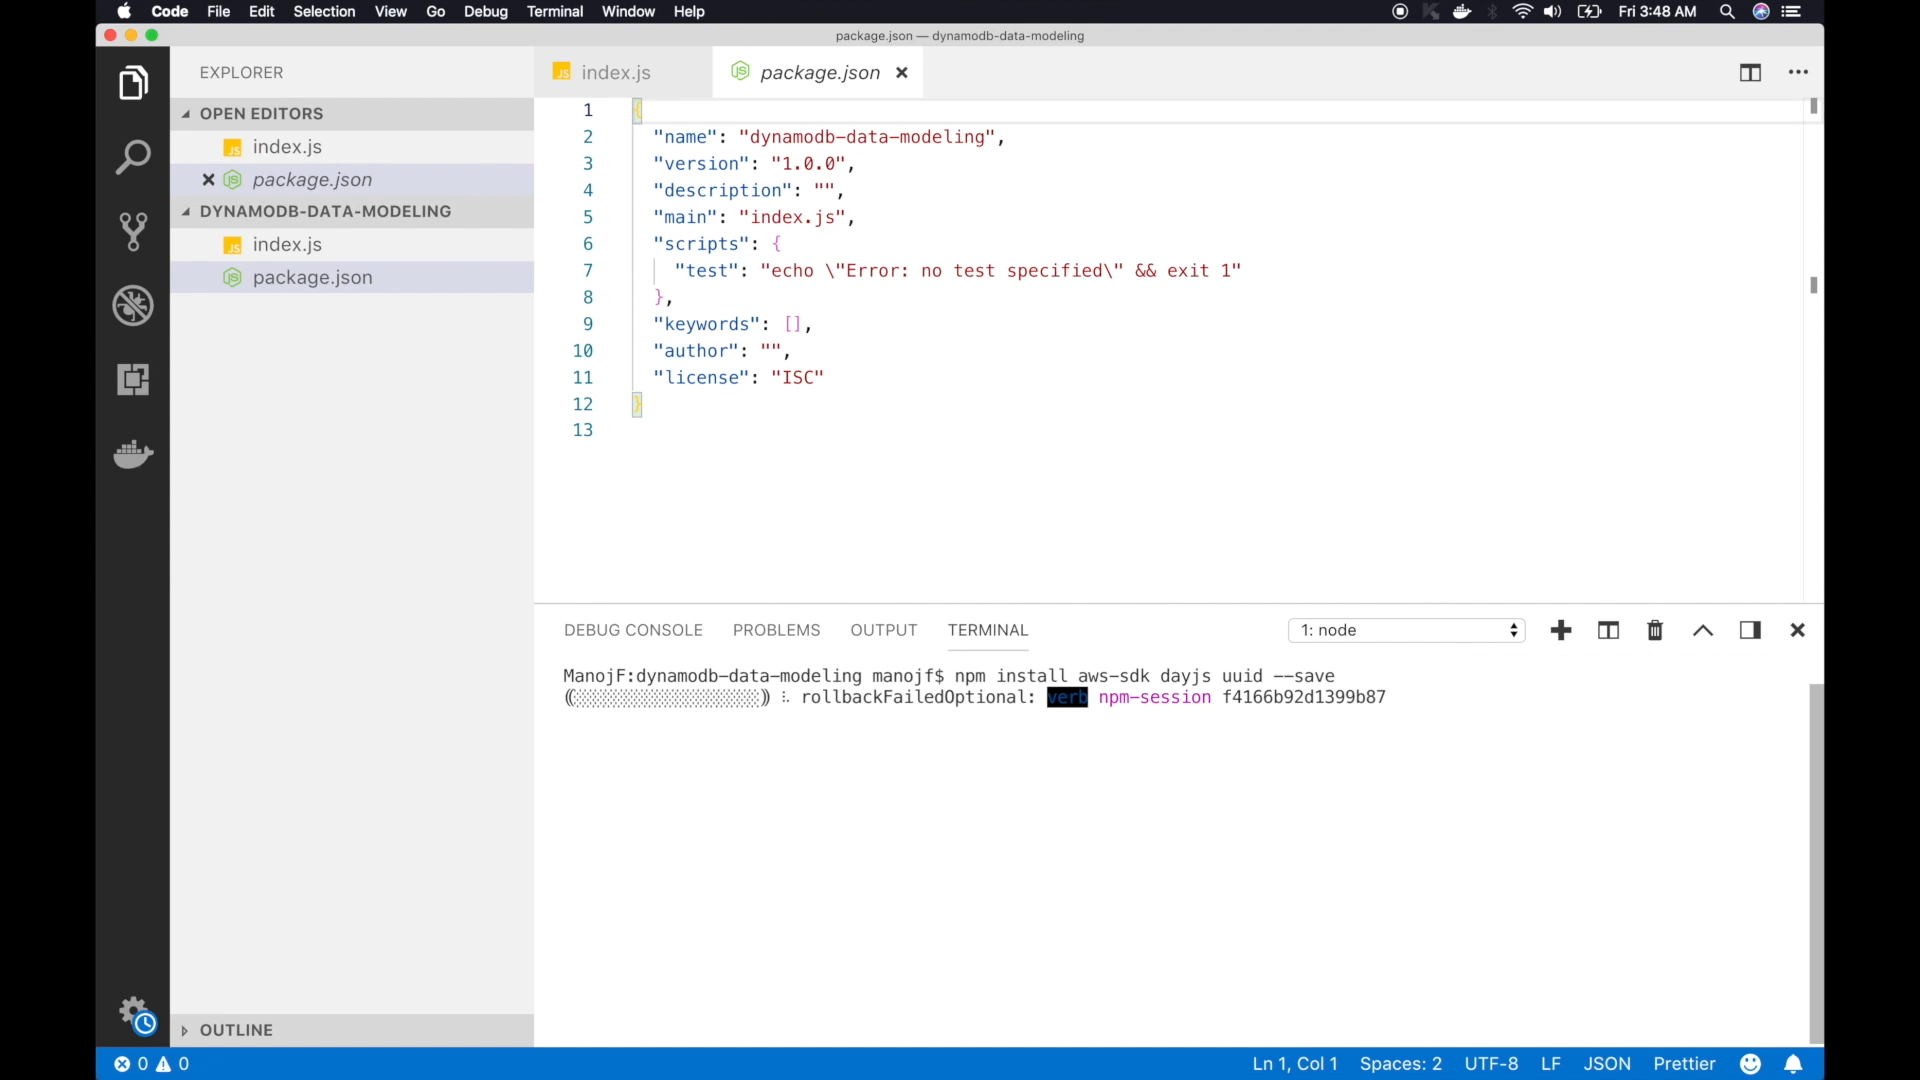 Code File Edit Selection View Go Debug Terminal Window Help Fri 3:48 AM
package.json — dynamodb-data-modeling
EXPLORER
OPEN EDITORS
index.js
package.json
DYNAMODB-DATA-MODELING
index.js
package.json
OUTLINE
index.js package.json
1 {
2 "name": "dynamodb-data-modeling",
3 "version": "1.0.0",
4 "description": "",
5 "main": "index.js",
6 "scripts": {
7 "test": "echo \"Error: no test specified\" && exit 1"
8 },
9 "keywords": [],
10 "author": "",
11 "license": "ISC"
12 }
13
DEBUG CONSOLE PROBLEMS OUTPUT TERMINAL 1: node
ManojF:dynamodb-data-modeling manojf$ npm install aws-sdk dayjs uuid --save
(░░░░░░░░░░░░░░░░░░) ⠧ rollbackFailedOptional: verb npm-session f4166b92d1399b87
0 0 Ln 1, Col 1 Spaces: 2 UTF-8 LF JSON Prettier